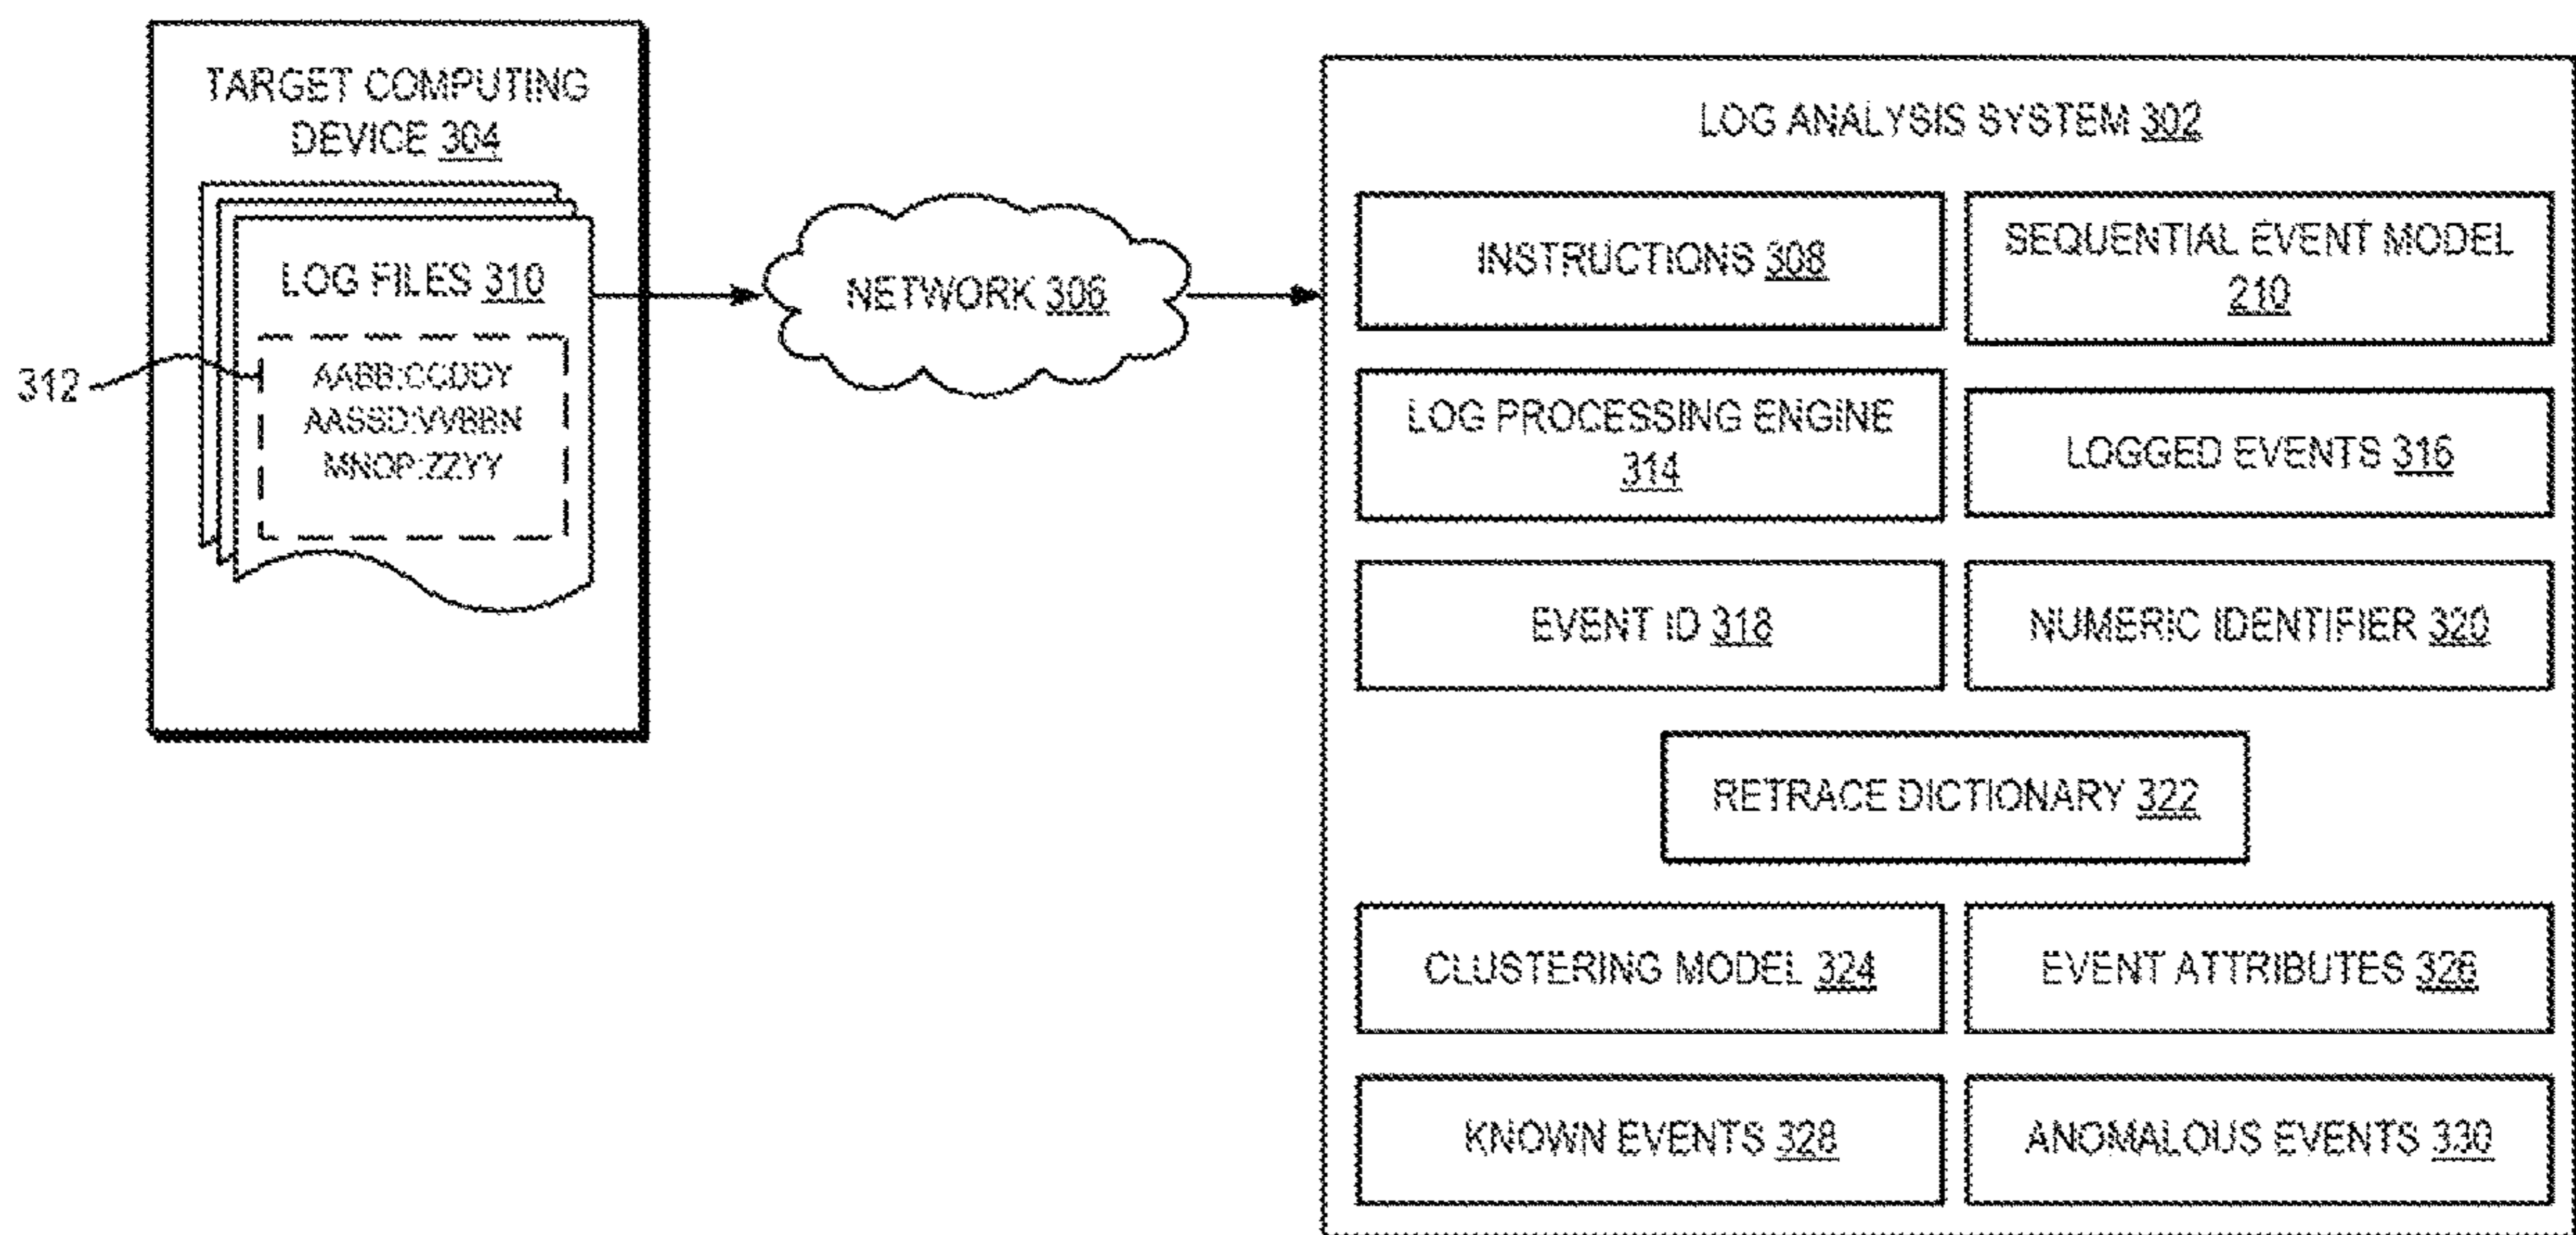 TARGET COMPUTING
DEVICE 304
LOG FILES 310
312
AABB:CCDDY
AASSD:VVBBN
MNOP:ZZYY
NETWORK 306
LOG ANALYSIS SYSTEM 302
INSTRUCTIONS 308
SEQUENTIAL EVENT MODEL
210
LOG PROCESSING ENGINE
314
LOGGED EVENTS 316
EVENT ID 318
NUMERIC IDENTIFIER 320
RETRACE DICTIONARY 322
CLUSTERING MODEL 324
EVENT ATTRIBUTES 326
KNOWN EVENTS 328
ANOMALOUS EVENTS 330